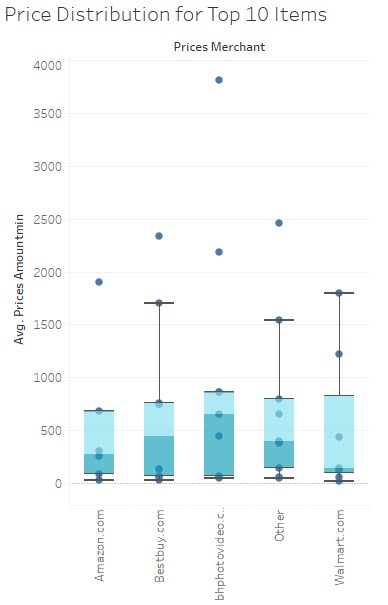 Price Distribution for Top 10 Items
Prices Merchant
Avg. Prices Amountmin
4000
3500
3000
2500
2000
1500
1000
500
0
Amazon.com
Bestbuy.com
bhphotovideo.c..
Other
Walmart.com